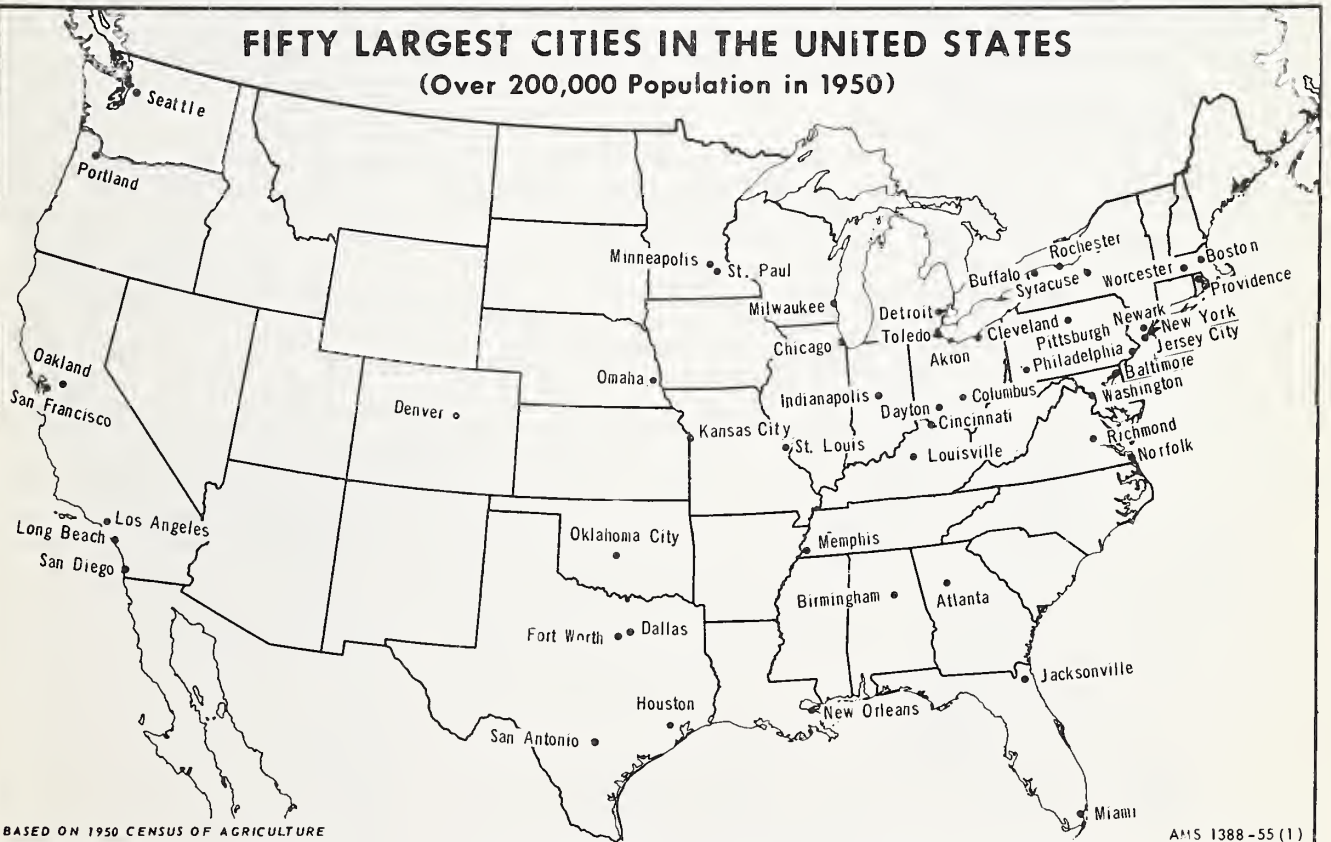 FIFTY LARGEST CITIES IN THE UNITED STATES
(Over 200,000 Population in 1950)
Seattle
Portland
Oakland
San Francisco
Los Angeles
Long Beach
San Diego
Denver
Minneapolis
St. Paul
Milwaukee
Chicago
Omaha
Kansas City
St. Louis
Indianapolis
Detroit
Toledo
Akron
Cleveland
Dayton
Columbus
Cincinnati
Louisville
Buffalo
Rochester
Syracuse
Worcester
Boston
Providence
Newark
New York
Jersey City
Pittsburgh
Philadelphia
Baltimore
Washington
Richmond
Norfolk
Oklahoma City
Memphis
Birmingham
Atlanta
Fort Worth
Dallas
Houston
San Antonio
New Orleans
Jacksonville
Miami
BASED ON 1950 CENSUS OF AGRICULTURE
AMS 1388-55 (1)